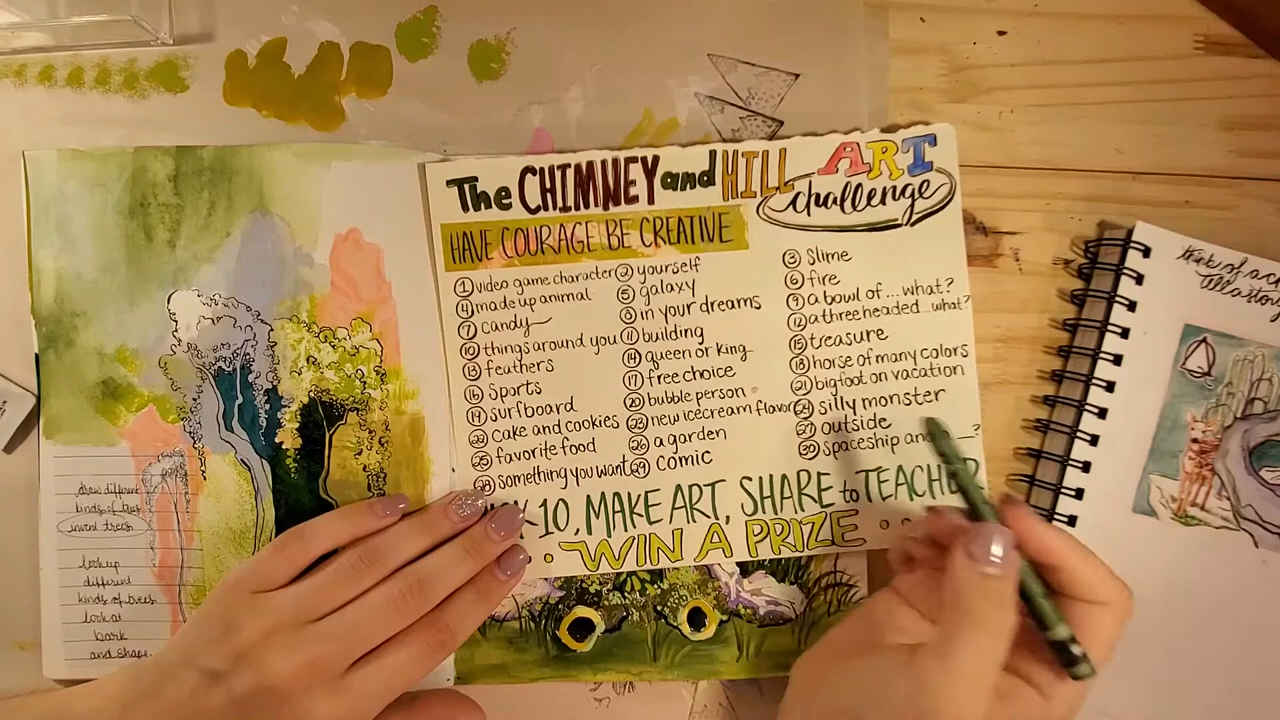 The CHIMNEY and HILL ART
challenge
HAVE COURAGE! BE CREATIVE
1 video game character 2 yourself 3 Slime
4 made up animal 5 galaxy 6 fire
7 candy 8 in your dreams 9 a bowl of... what?
10 things around you 11 building 12 a three headed...what?
13 feathers 14 queen or king 15 treasure
16 Sports 17 free choice 18 horse of many colors
19 surfboard 20 bubble person 21 bigfoot on vacation
22 cake and cookies 23 new icecream flavor 24 silly monster
25 favorite food 26 a garden 27 outside
28 something you want 29 Comic 30 spaceship and __?
10, MAKE ART, SHARE to TEACHER
WIN A PRIZE
draw different
kinds of trees
invent trees
look up
different
kinds of trees
look at
bark
and shape.
think of a